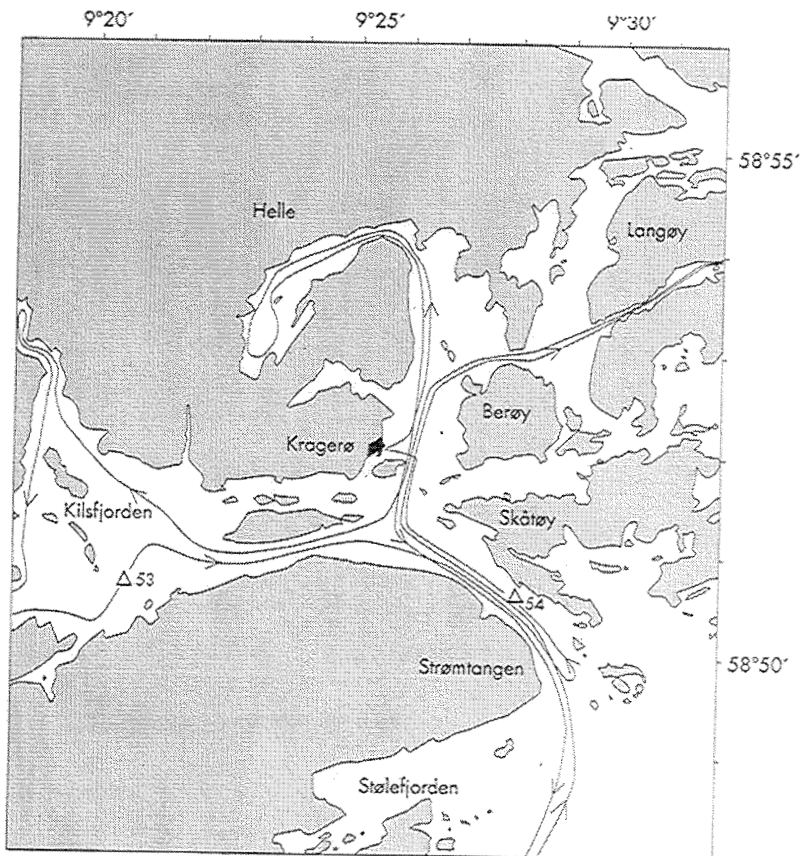 9°20′
9°25′
9°30′
58°55′
Helle
Langøy
Berøy
Kragerø
Kilsfjorden
Skåtøy
53
54
Strømtangen
58°50′
Stølefjorden